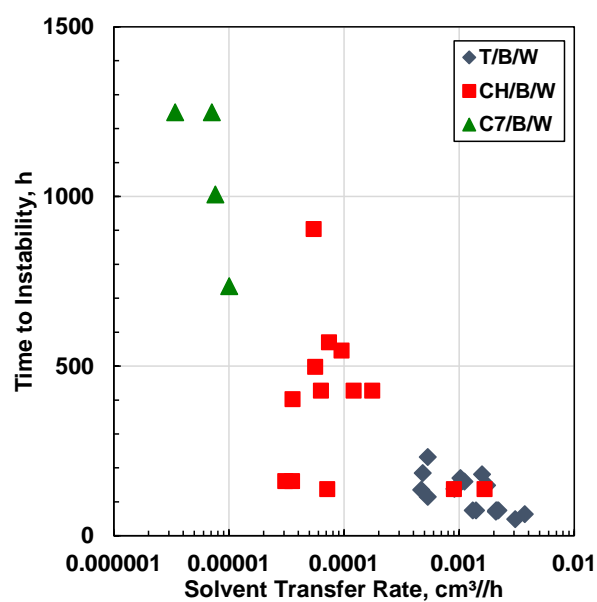 1500
1000
500
0
Time to Instability, h
T/B/W
CH/B/W
C7/B/W
0.000001
0.00001
0.0001
0.001
0.01
Solvent Transfer Rate, cm³//h